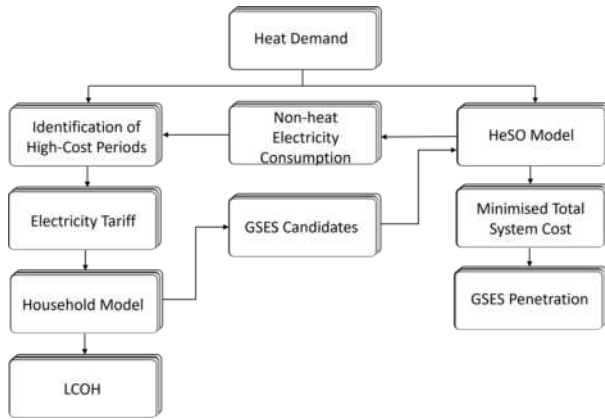 Heat Demand
Identification of
High-Cost Periods
Non-heat
Electricity
Consumption
HeSO Model
Electricity Tariff
GSES Candidates
Minimised Total
System Cost
Household Model
GSES Penetration
LCOH